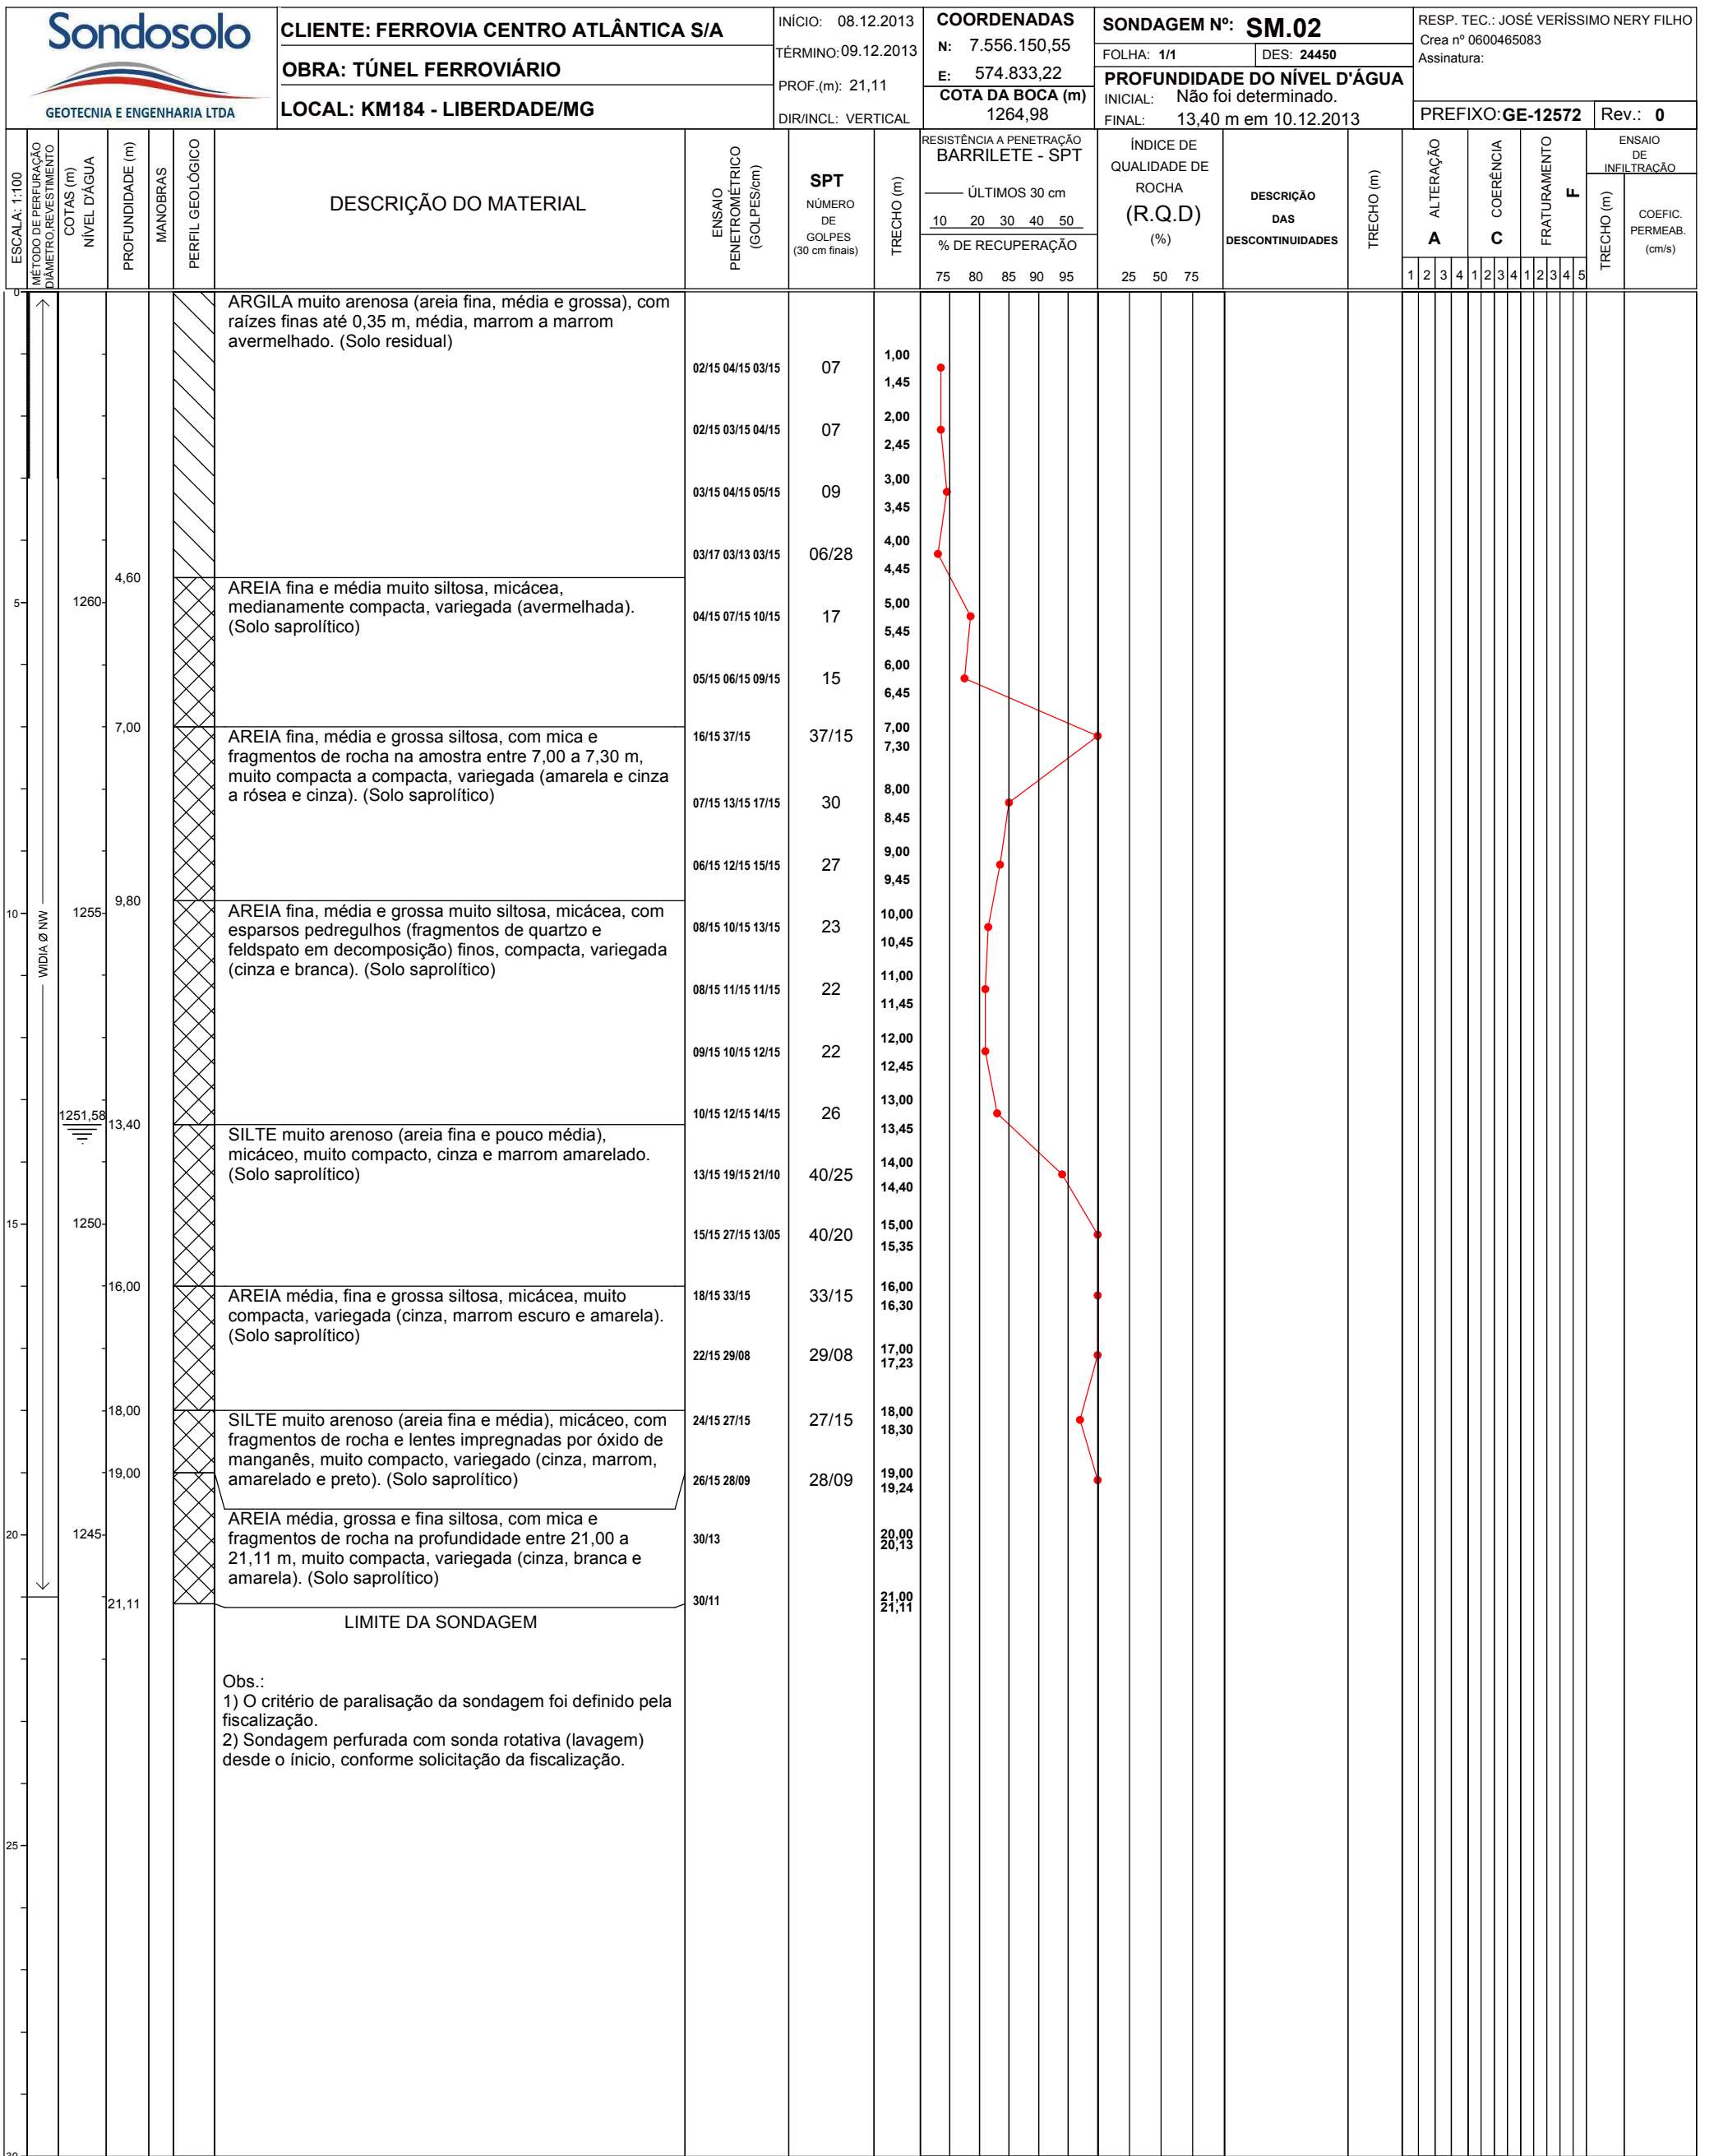 Sondosolo
GEOTECNIA E ENGENHARIA LTDA
CLIENTE: FERROVIA CENTRO ATLÂNTICA S/A
OBRA: TÚNEL FERROVIÁRIO
LOCAL: KM184 - LIBERDADE/MG
INÍCIO: 08.12.2013
TÉRMINO: 09.12.2013
PROF.(m): 21,11
DIR/INCL: VERTICAL
COORDENADAS
N: 7.556.150,55
E: 574.833,22
COTA DA BOCA (m)
1264,98
SONDAGEM Nº: SM.02
FOLHA: 1/1 DES: 24450
PROFUNDIDADE DO NÍVEL D'ÁGUA
INICIAL: Não foi determinado.
FINAL: 13,40 m em 10.12.2013
RESP. TEC.: JOSÉ VERÍSSIMO NERY FILHO
Crea nº 0600465083
Assinatura:
PREFIXO: GE-12572 Rev.: 0
ESCALA: 1:100
MÉTODO DE PERFURAÇÃO
DIÂMETRO,REVESTIMENTO
COTAS (m)
NÍVEL D'ÁGUA
PROFUNDIDADE (m)
MANOBRAS
PERFIL GEOLÓGICO
DESCRIÇÃO DO MATERIAL
ENSAIO
PENETROMÉTRICO
(GOLPES/cm)
SPT
NÚMERO
DE
GOLPES
(30 cm finais)
TRECHO (m)
RESISTÊNCIA A PENETRAÇÃO
BARRILETE - SPT
ÚLTIMOS 30 cm
10 20 30 40 50
% DE RECUPERAÇÃO
75 80 85 90 95
ÍNDICE DE
QUALIDADE DE
ROCHA
(R.Q.D)
(%)
25 50 75
DESCRIÇÃO
DAS
DESCONTINUIDADES
TRECHO (m)
ALTERAÇÃO
A
1 2 3 4
COERÊNCIA
C
1 2 3 4
FRATURAMENTO
F
1 2 3 4 5
ENSAIO
DE
INFILTRAÇÃO
TRECHO (m)
COEFIC.
PERMEAB.
(cm/s)
0
ARGILA muito arenosa (areia fina, média e grossa), com
raízes finas até 0,35 m, média, marrom a marrom
avermelhado. (Solo residual)
02/15 04/15 03/15 07 1,00
1,45
02/15 03/15 04/15 07 2,00
2,45
03/15 04/15 05/15 09 3,00
3,45
03/17 03/13 03/15 06/28 4,00
4,45
4,60
AREIA fina e média muito siltosa, micácea,
medianamente compacta, variegada (avermelhada).
(Solo saprolítico)
5 1260
04/15 07/15 10/15 17 5,00
5,45
05/15 06/15 09/15 15 6,00
6,45
7,00
AREIA fina, média e grossa siltosa, com mica e
fragmentos de rocha na amostra entre 7,00 a 7,30 m,
muito compacta a compacta, variegada (amarela e cinza
a rósea e cinza). (Solo saprolítico)
16/15 37/15 37/15 7,00
7,30
07/15 13/15 17/15 30 8,00
8,45
06/15 12/15 15/15 27 9,00
9,45
9,80
10 1255
WIDIA Ø NW
AREIA fina, média e grossa muito siltosa, micácea, com
esparsos pedregulhos (fragmentos de quartzo e
feldspato em decomposição) finos, compacta, variegada
(cinza e branca). (Solo saprolítico)
08/15 10/15 13/15 23 10,00
10,45
08/15 11/15 11/15 22 11,00
11,45
09/15 10/15 12/15 22 12,00
12,45
10/15 12/15 14/15 26 13,00
13,45
1251,58
13,40
SILTE muito arenoso (areia fina e pouco média),
micáceo, muito compacto, cinza e marrom amarelado.
(Solo saprolítico)
13/15 19/15 21/10 40/25 14,00
14,40
15 1250
15/15 27/15 13/05 40/20 15,00
15,35
16,00
AREIA média, fina e grossa siltosa, micácea, muito
compacta, variegada (cinza, marrom escuro e amarela).
(Solo saprolítico)
18/15 33/15 33/15 16,00
16,30
22/15 29/08 29/08 17,00
17,23
18,00
SILTE muito arenoso (areia fina e média), micáceo, com
fragmentos de rocha e lentes impregnadas por óxido de
manganês, muito compacto, variegado (cinza, marrom,
amarelado e preto). (Solo saprolítico)
24/15 27/15 27/15 18,00
18,30
19,00
26/15 28/09 28/09 19,00
19,24
AREIA média, grossa e fina siltosa, com mica e
fragmentos de rocha na profundidade entre 21,00 a
21,11 m, muito compacta, variegada (cinza, branca e
amarela). (Solo saprolítico)
20 1245
30/13 20,00
20,13
21,11
30/11 21,00
21,11
LIMITE DA SONDAGEM
Obs.:
1) O critério de paralisação da sondagem foi definido pela
fiscalização.
2) Sondagem perfurada com sonda rotativa (lavagem)
desde o ínicio, conforme solicitação da fiscalização.
25
30